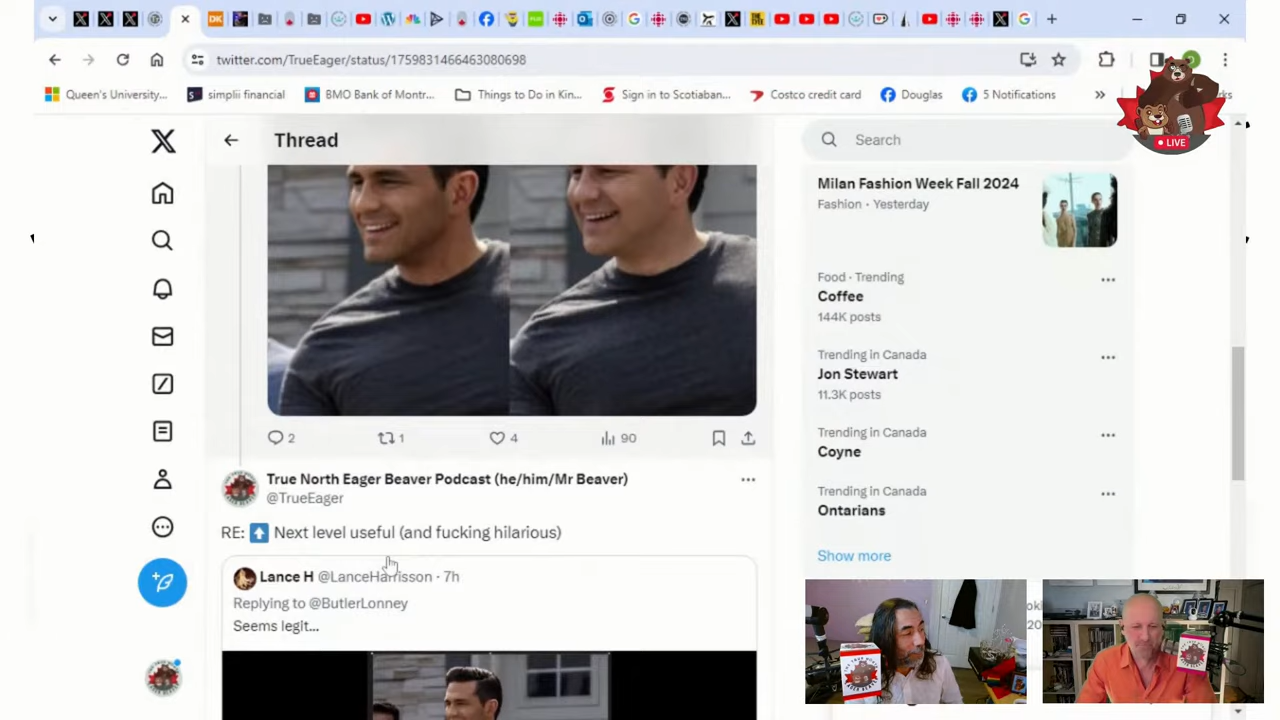 twitter.com/TrueEager/status/1759831466463080698
Queen's University...
simplii financial
BMO Bank of Montr...
Things to Do in Kin...
Sign in to Scotiaban...
Costco credit card
Douglas
5 Notifications
LIVE
Thread
Search
Milan Fashion Week Fall 2024
Fashion · Yesterday
Food · Trending
Coffee
144K posts
Trending in Canada
Jon Stewart
11.3K posts
Trending in Canada
Coyne
Trending in Canada
Ontarians
Show more
2 1 4 90
True North Eager Beaver Podcast (he/him/Mr Beaver)
@TrueEager
RE: Next level useful (and fucking hilarious)
Lance H @LanceHarrisson · 7h
Replying to @ButlerLonney
Seems legit...